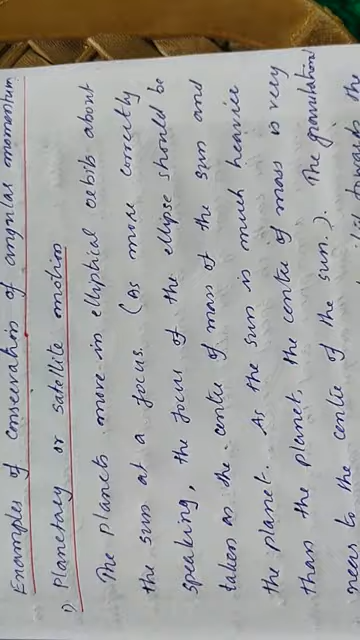 Examples of conservation of angular momentum
1) Planetary or satellite motion
The planets move in elliptical orbits about
the sun at a focus. (As more correctly
speaking, the focus of the ellipse should be
taken as the centre of mass of the sun and
the planet. As the sun is much heavier
than the planet, the centre of mass is very
near to the centre of the sun.). The gravitational
towards the